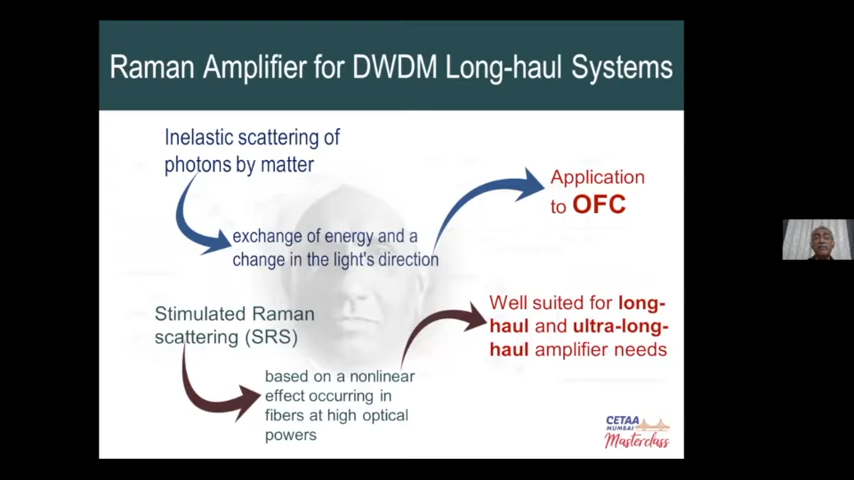 Raman Amplifier for DWDM Long-haul Systems
Inelastic scattering of
photons by matter
exchange of energy and a
change in the light's direction
Application
to OFC
Stimulated Raman
scattering (SRS)
based on a nonlinear
effect occurring in
fibers at high optical
powers
Well suited for long-
haul and ultra-long-
haul amplifier needs
CETAA
MUMBAI
Masterclass